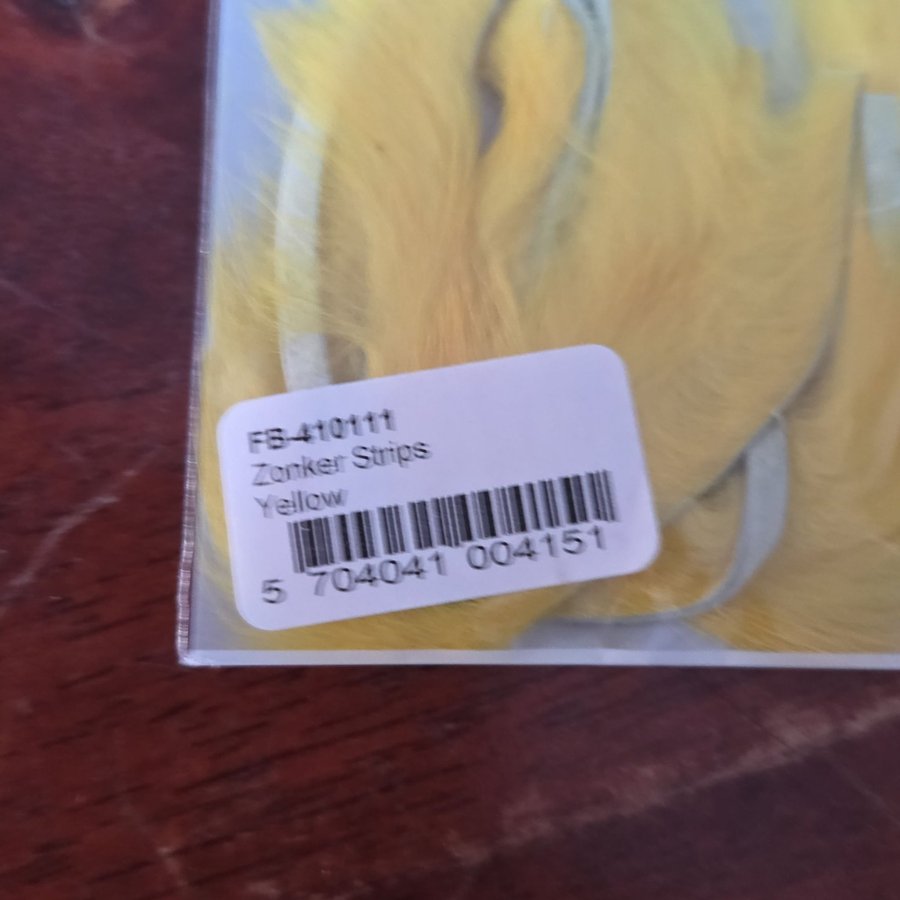 FB-410111
Zonker Strips
Yellow
5 704041 004151